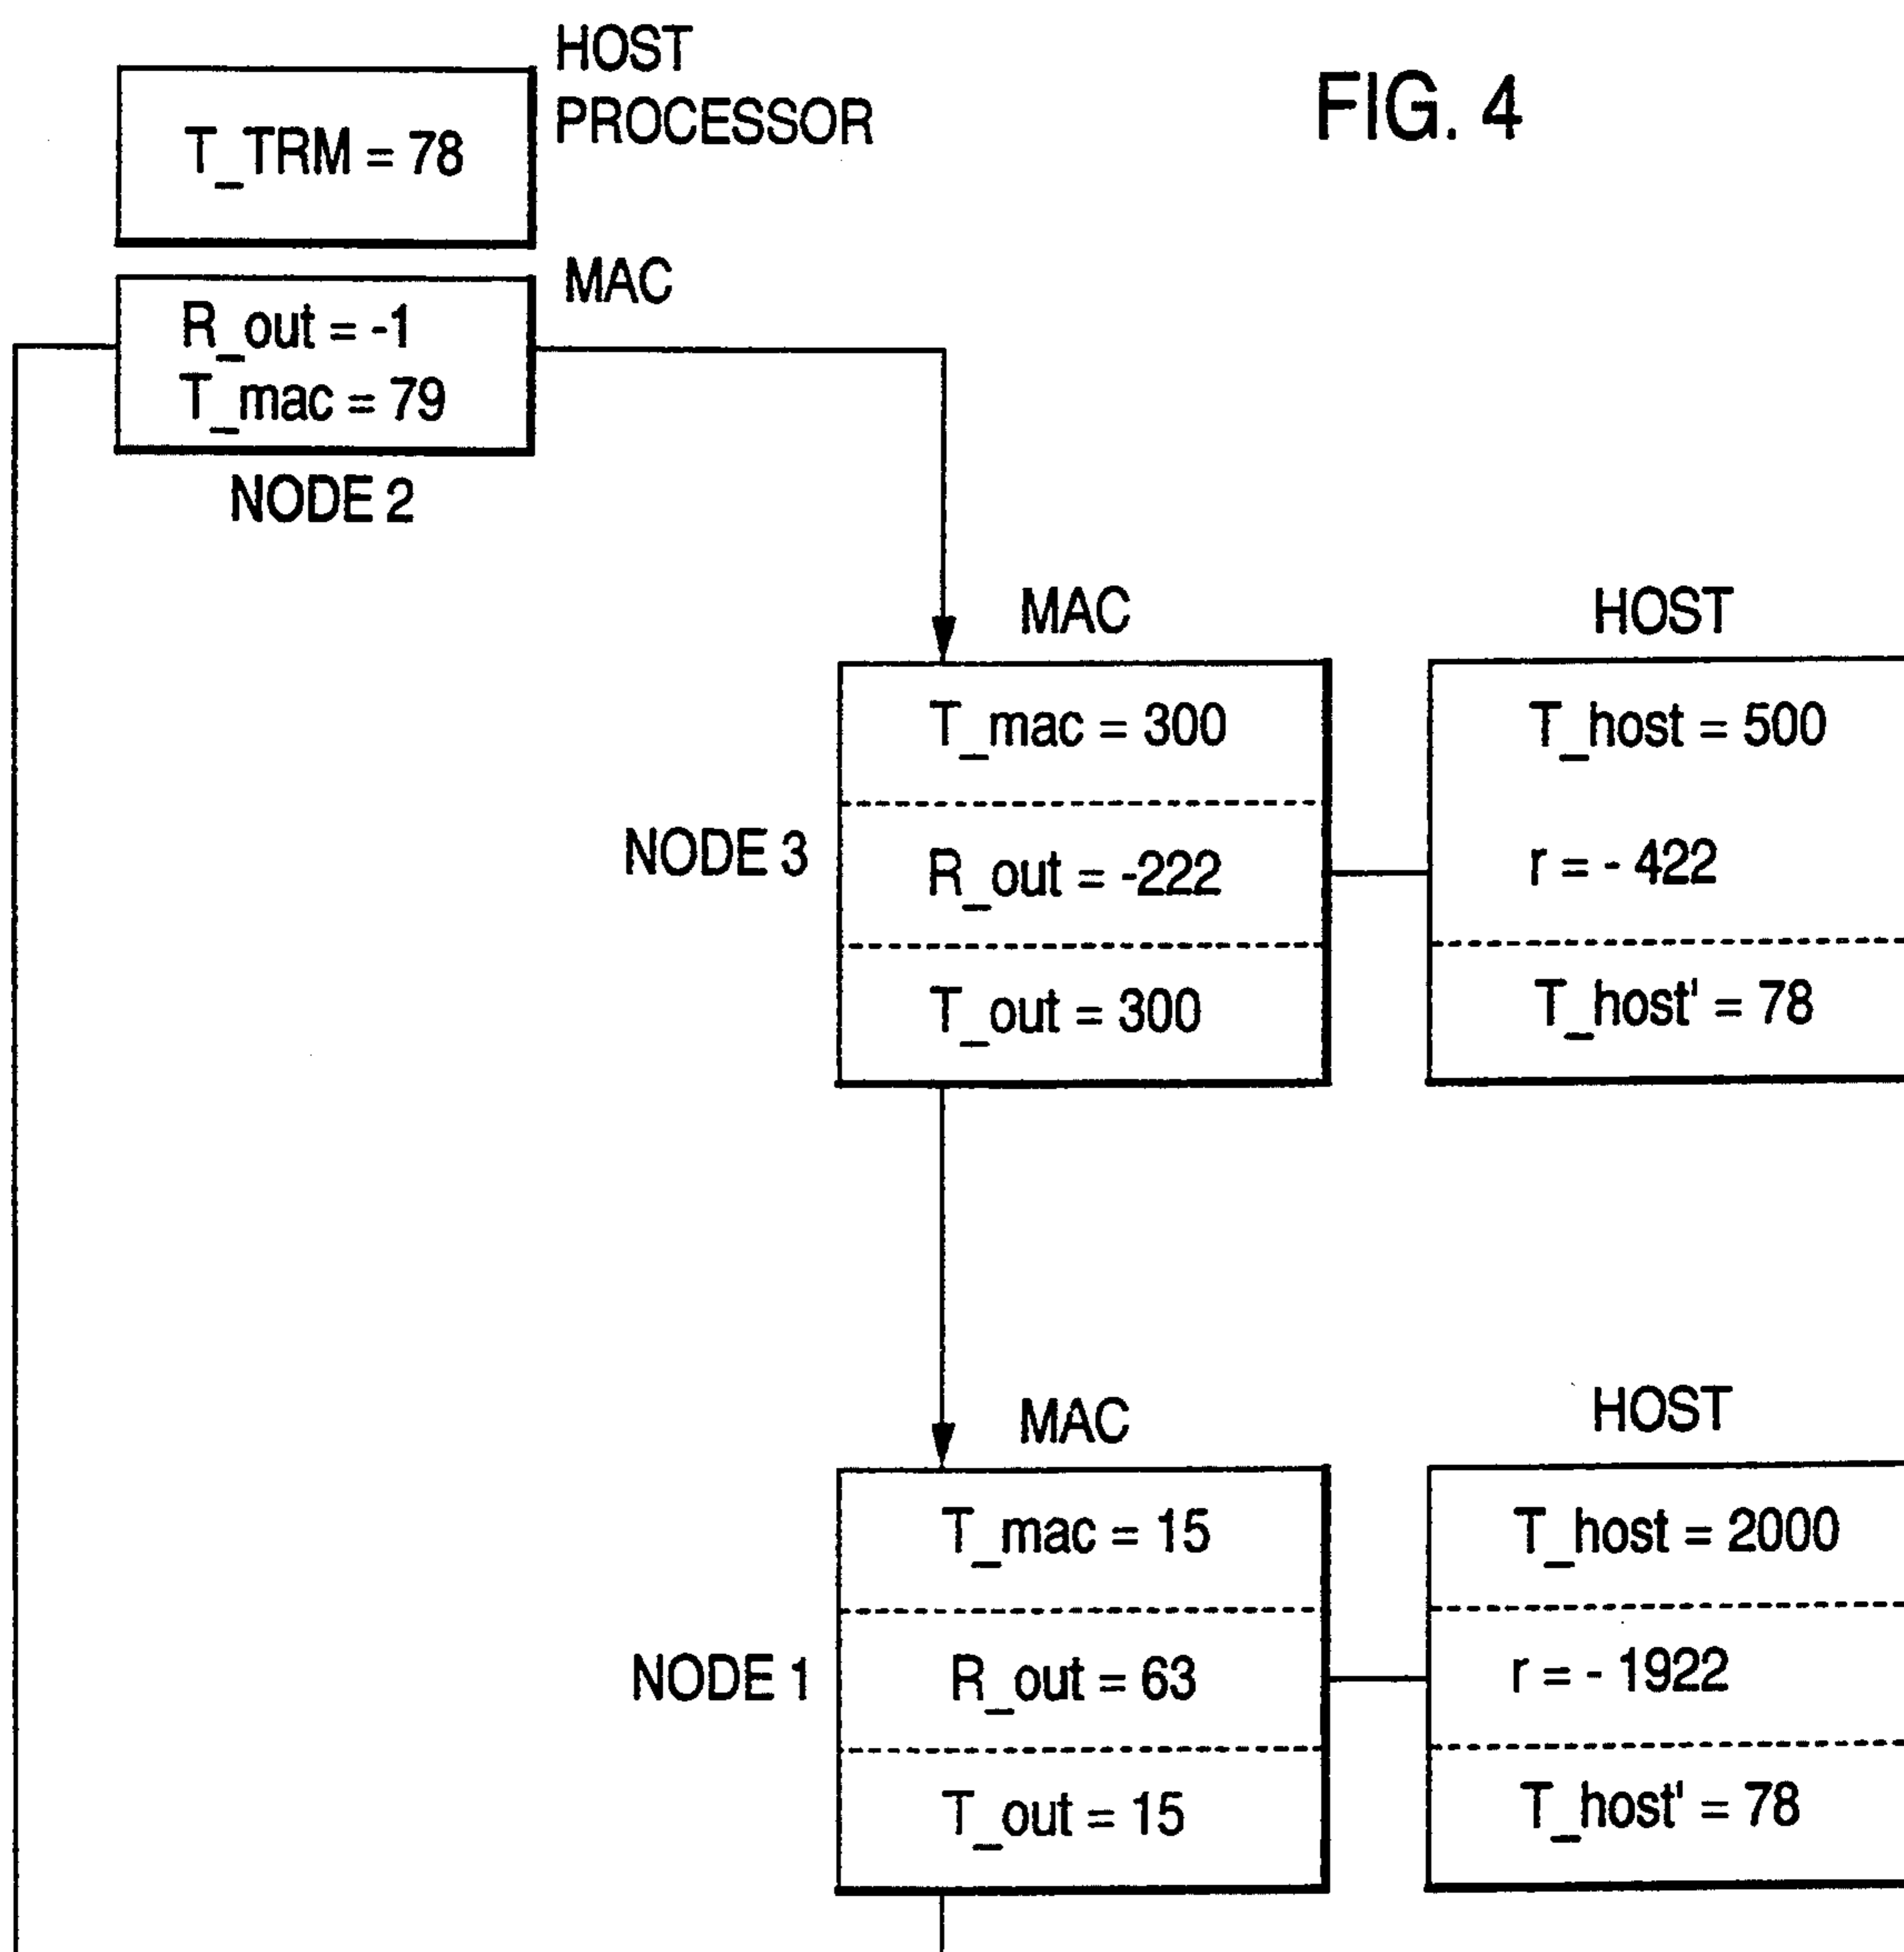 HOST
PROCESSOR
FIG. 4
T_TRM = 78
MAC
R_out = -1
T_mac = 79
NODE 2
MAC
HOST
T_mac = 300
T_host = 500
NODE 3
R_out = -222
r = - 422
T_out = 300
T_host' = 78
MAC
HOST
T_mac = 15
T_host = 2000
NODE 1
R_out = 63
r = - 1922
T_out = 15
T_host' = 78